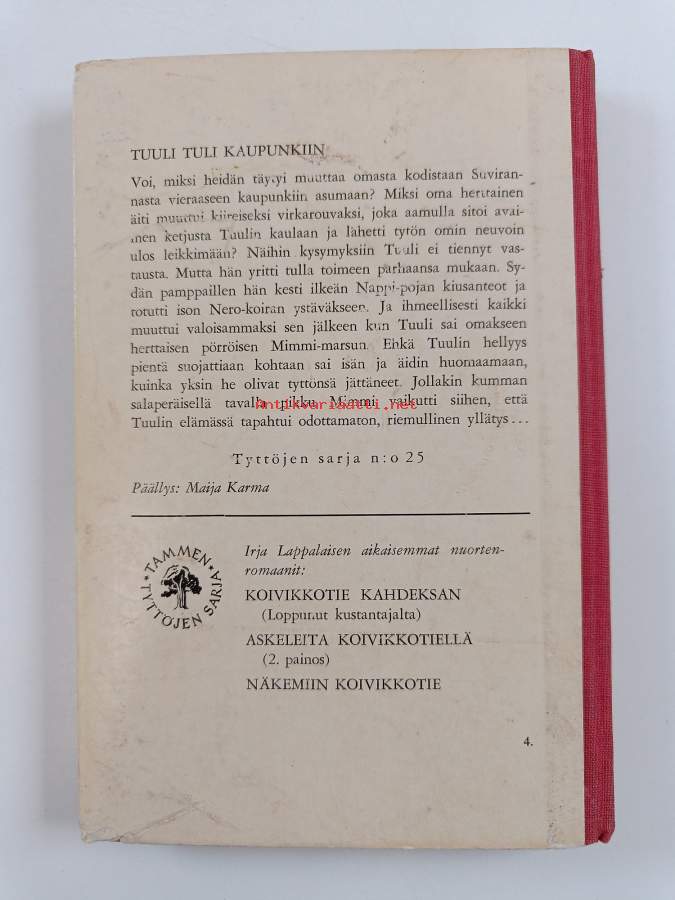 TUULI TULI KAUPUNKIIN
Voi, miksi heidän täytyi muuttaa omasta kodistaan Suviran-
nasta vieraaseen kaupunkiin asumaan? Miksi oma herttainen
äiti muuttui kiireiseksi virkarouvaksi, joka aamulla sitoi avai-
men ketjusta Tuulin kaulaan ja lähetti tytön omin neuvoin
ulos leikkimään? Näihin kysymyksiin Tuuli ei tiennyt vas-
tausta. Mutta hän yritti tulla toimeen parhaansa mukaan. Sy-
dän pamppaillen hän kesti ilkeän Nappi-pojan kiusanteot ja
totutti ison Nero-koiran ystäväkseen. Ja ihmeellisesti kaikki
muuttui valoisammaksi sen jälkeen kun Tuuli sai omakseen
herttaisen pörröisen Mimmi-marsun. Ehkä Tuulin hellyys
pientä suojattiaan kohtaan sai isän ja äidin huomaamaan,
kuinka yksin he olivat tyttönsä jättäneet. Jollakin kumman
salaperäisellä tavalla pikku Mimmi vaikutti siihen, että
Tuulin elämässä tapahtui odottamaton, riemullinen yllätys...
antikvariaatti.net
Tyttöjen sarja n:o 25
Päällys: Maija Karma
TAMMEN
TYTTÖJEN SARJA
Irja Lappalaisen aikaisemmat nuorten-
romaanit:
KOIVIKKOTIE KAHDEKSAN
(Loppunut kustantajalta)
ASKELEITA KOIVIKKOTIELLÄ
(2. painos)
NÄKEMIIN KOIVIKKOTIE
4.